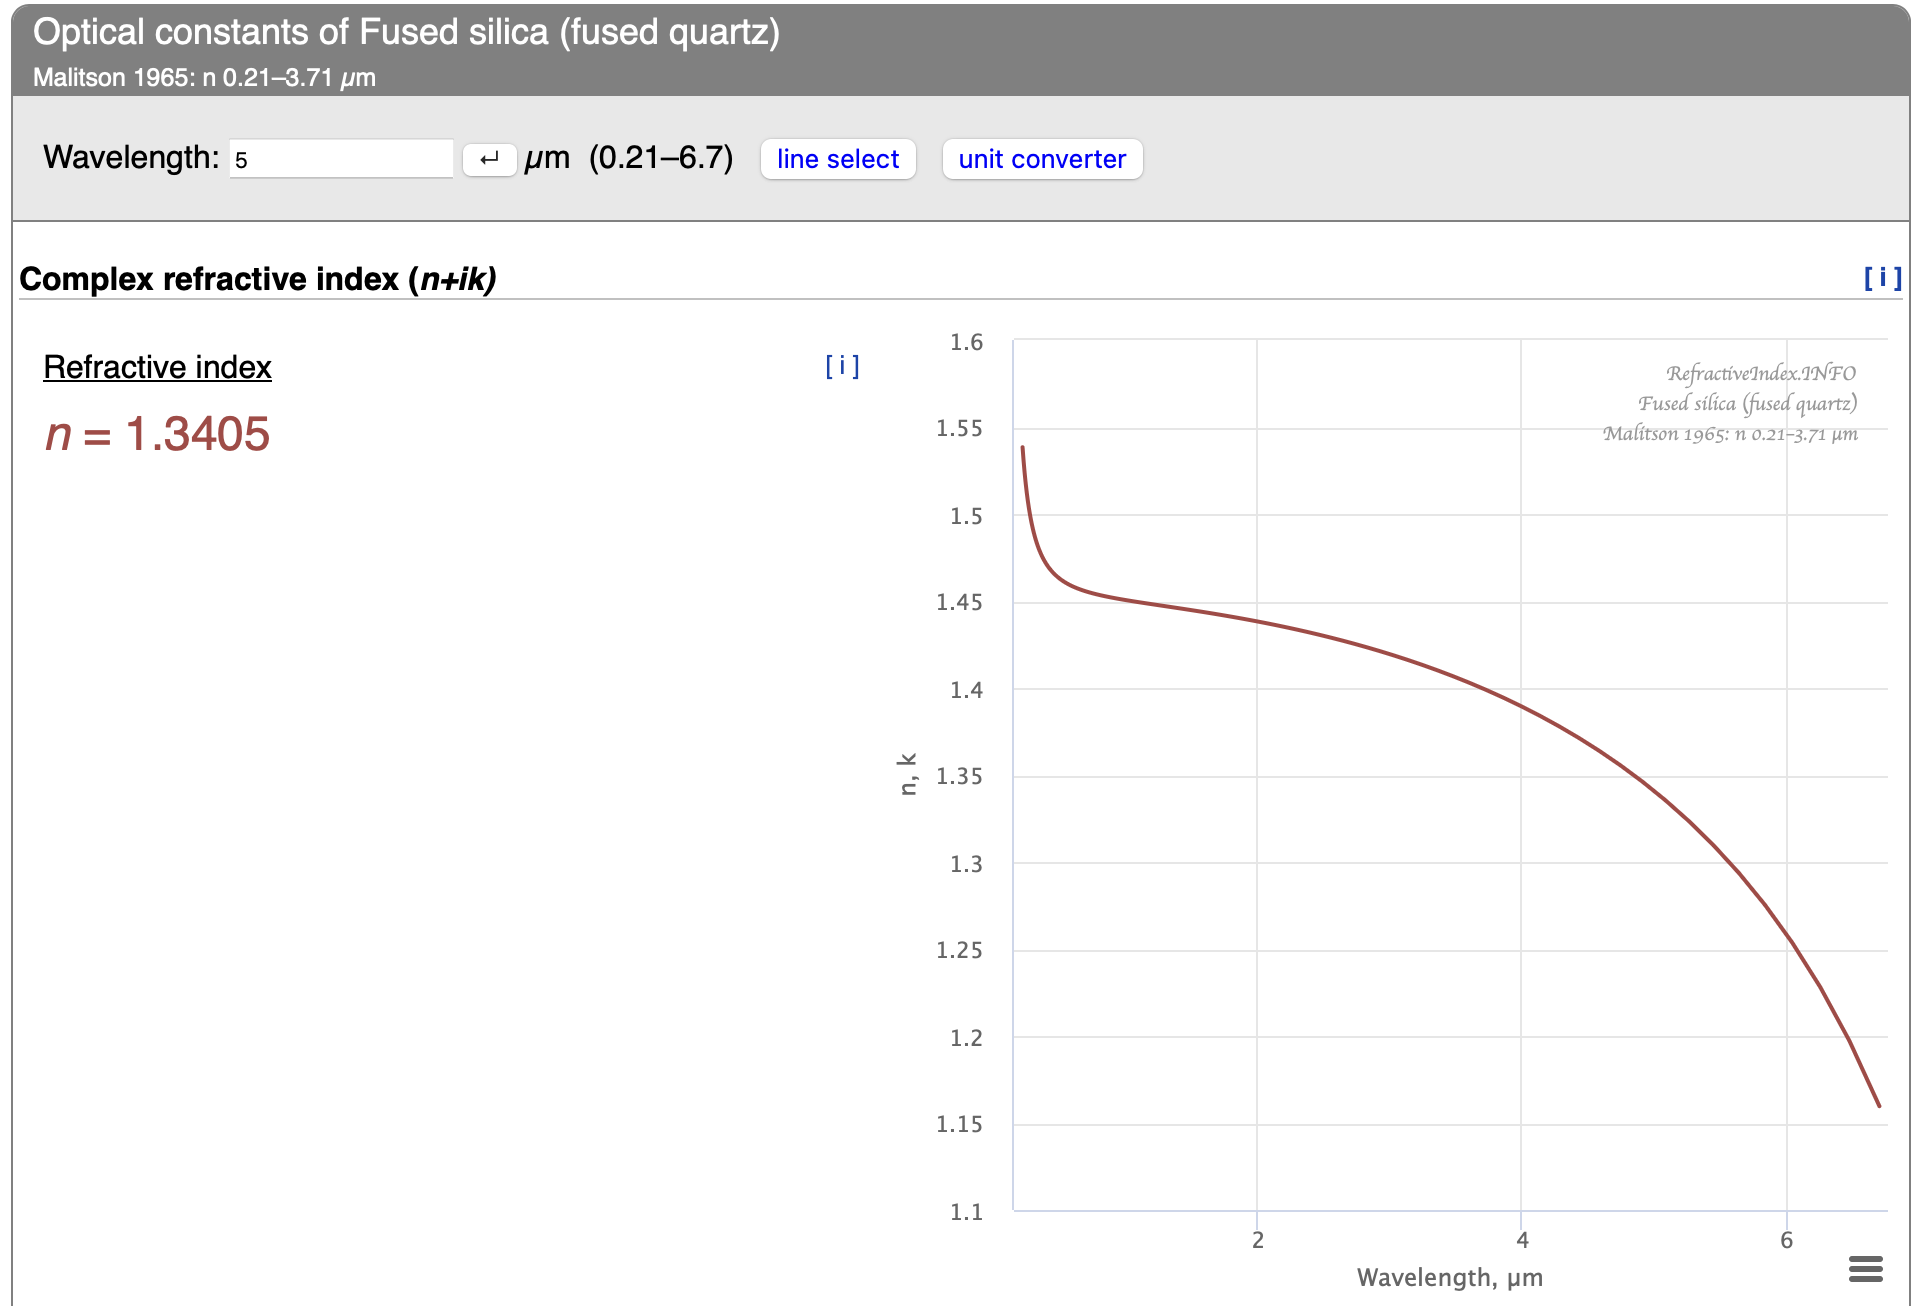 Optical constants of Fused silica (fused quartz)
Malitson 1965: n 0.21–3.71 µm
Wavelength: 5 ↵ µm (0.21–6.7) line select unit converter
Complex refractive index (n+ik) [ i ]
Refractive index [ i ]
n = 1.3405
RefractiveIndex.INFO
Fused silica (fused quartz)
Malitson 1965: n 0.21–3.71 µm
n, k
1.6
1.55
1.5
1.45
1.4
1.35
1.3
1.25
1.2
1.15
1.1
2 4 6
Wavelength, µm